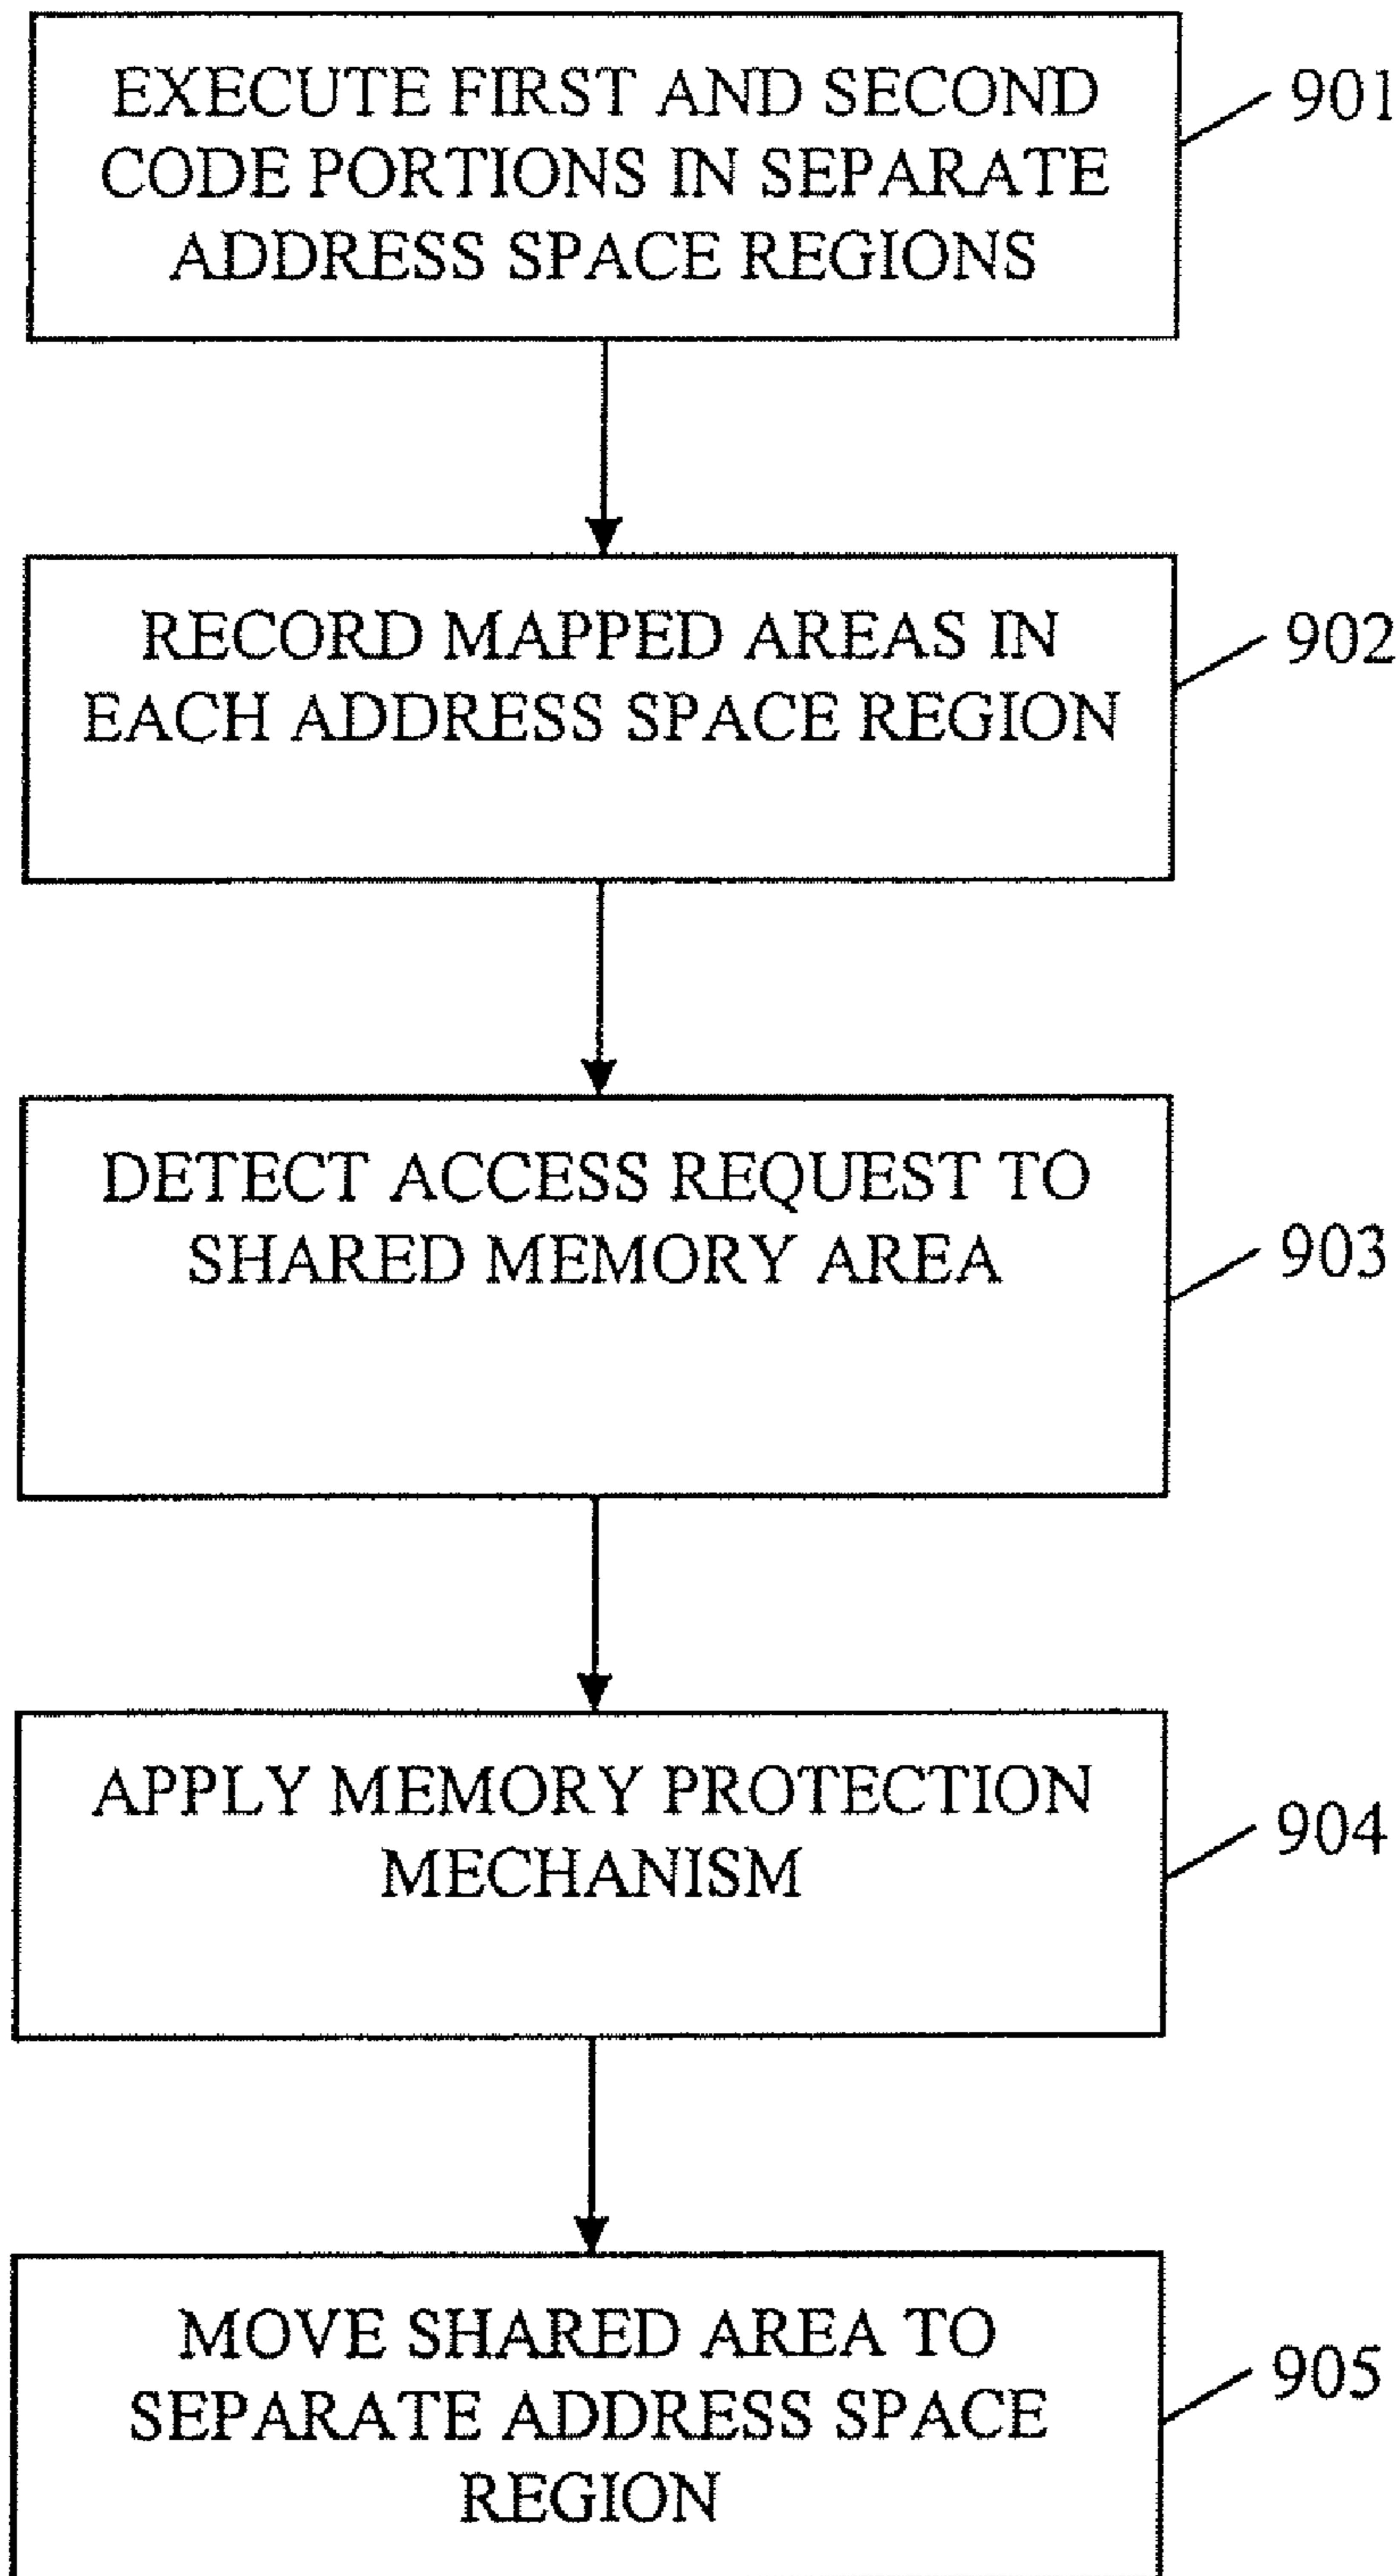 EXECUTE FIRST AND SECOND
CODE PORTIONS IN SEPARATE
ADDRESS SPACE REGIONS
901
RECORD MAPPED AREAS IN
EACH ADDRESS SPACE REGION
902
DETECT ACCESS REQUEST TO
SHARED MEMORY AREA
903
APPLY MEMORY PROTECTION
MECHANISM
904
MOVE SHARED AREA TO
SEPARATE ADDRESS SPACE
REGION
905